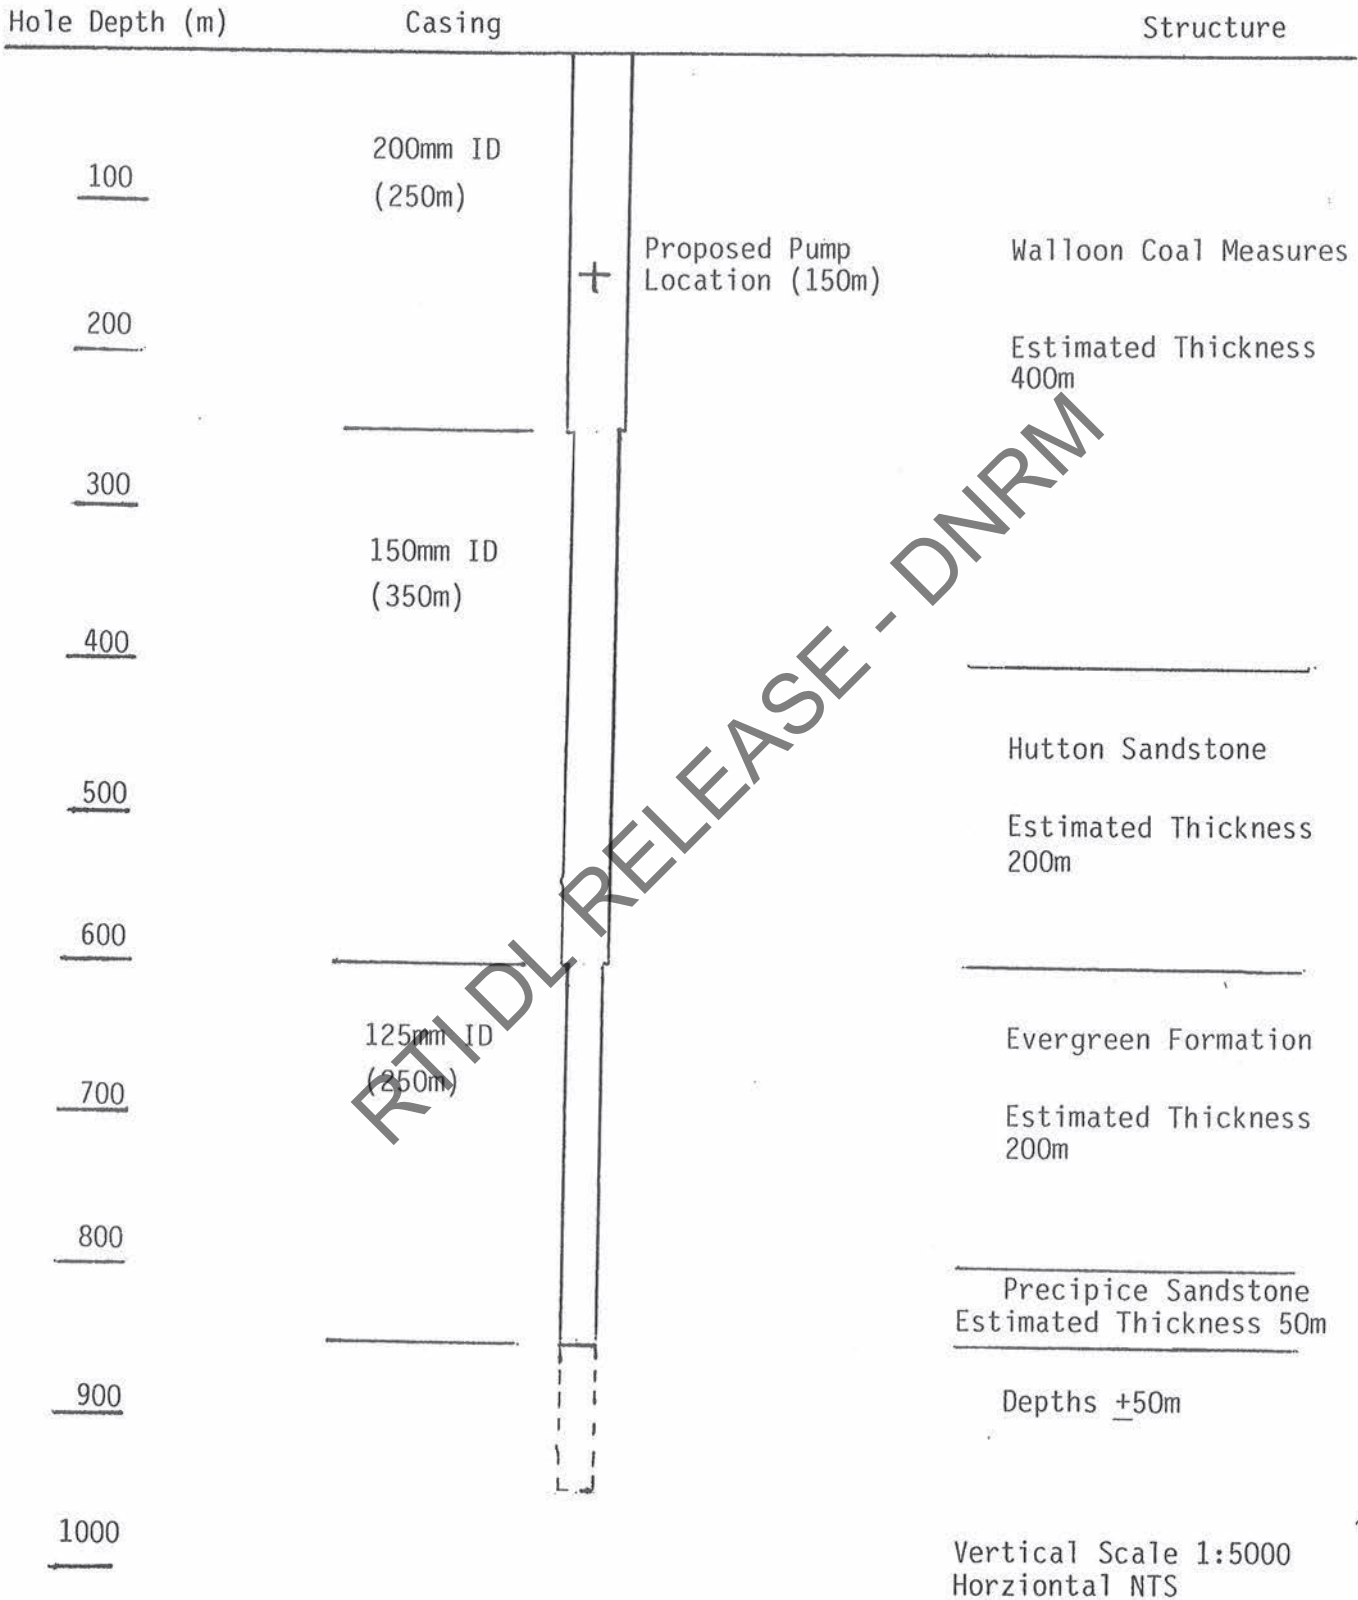 Hole Depth (m) Casing Structure
200mm ID
100
(250m)
Proposed Pump
Location (150m)
Walloon Coal Measures
200
Estimated Thickness
400m
300
150mm ID
(350m)
400
Hutton Sandstone
500
Estimated Thickness
200m
600
125mm ID
(250m)
Evergreen Formation
700
Estimated Thickness
200m
800
Precipice Sandstone
Estimated Thickness 50m
900
Depths ±50m
1000
Vertical Scale 1:5000
Horziontal NTS
RTI DL RELEASE - DNRM